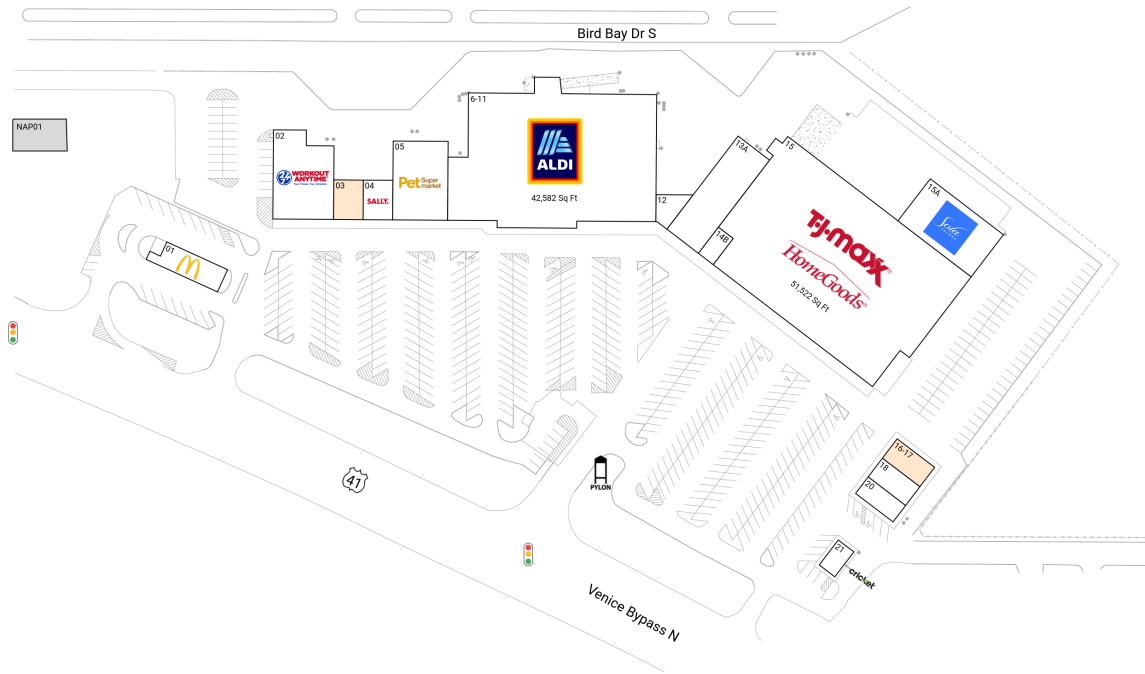 Bird Bay Dr S
NAP01
02
WORKOUT
ANYTIME
03
04
SALLY.
05
Pet Super
market
6-11
ALDI
42,582 Sq Ft
12
13A
14B
15
T·J·maxx
HomeGoods
51,522 Sq Ft
15A
01
41
PYLON
16-17
18
20
21
cricket
Venice Bypass N